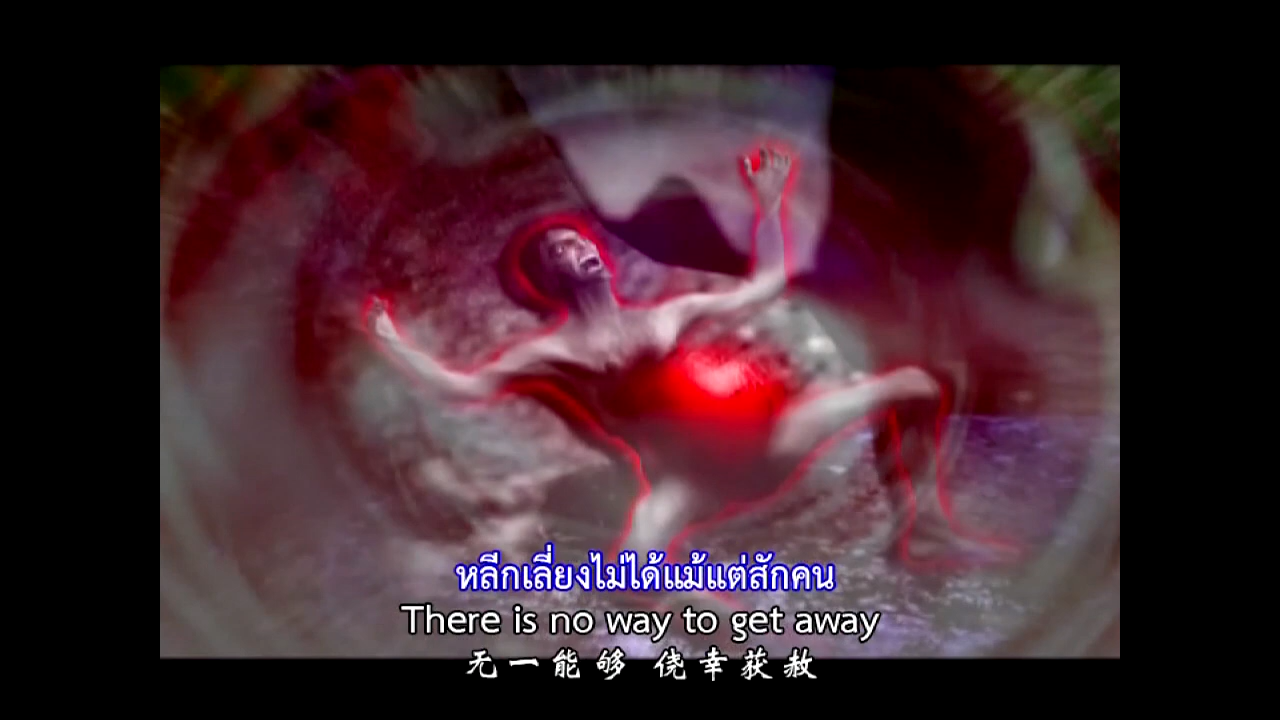 หลีกเลี่ยงไม่ได้แม้แต่สักคน
There is no way to get away
无一能够 侥幸获赦